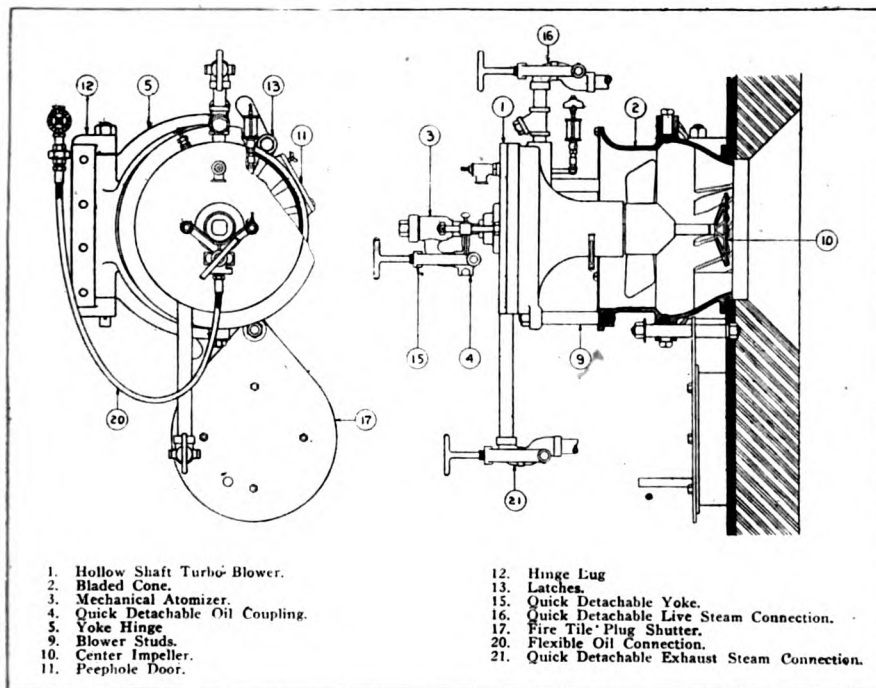 12
5
13
11
20
17
16
1
2
3
10
15
4
9
21
1. Hollow Shaft Turbo-Blower.
2. Bladed Cone.
3. Mechanical Atomizer.
4. Quick Detachable Oil Coupling.
5. Yoke Hinge
9. Blower Studs.
10. Center Impeller.
11. Peephole Door.
12. Hinge Lug
13. Latches.
15. Quick Detachable Yoke.
16. Quick Detachable Live Steam Connection.
17. Fire Tile Plug Shutter.
20. Flexible Oil Connection.
21. Quick Detachable Exhaust Steam Connection.